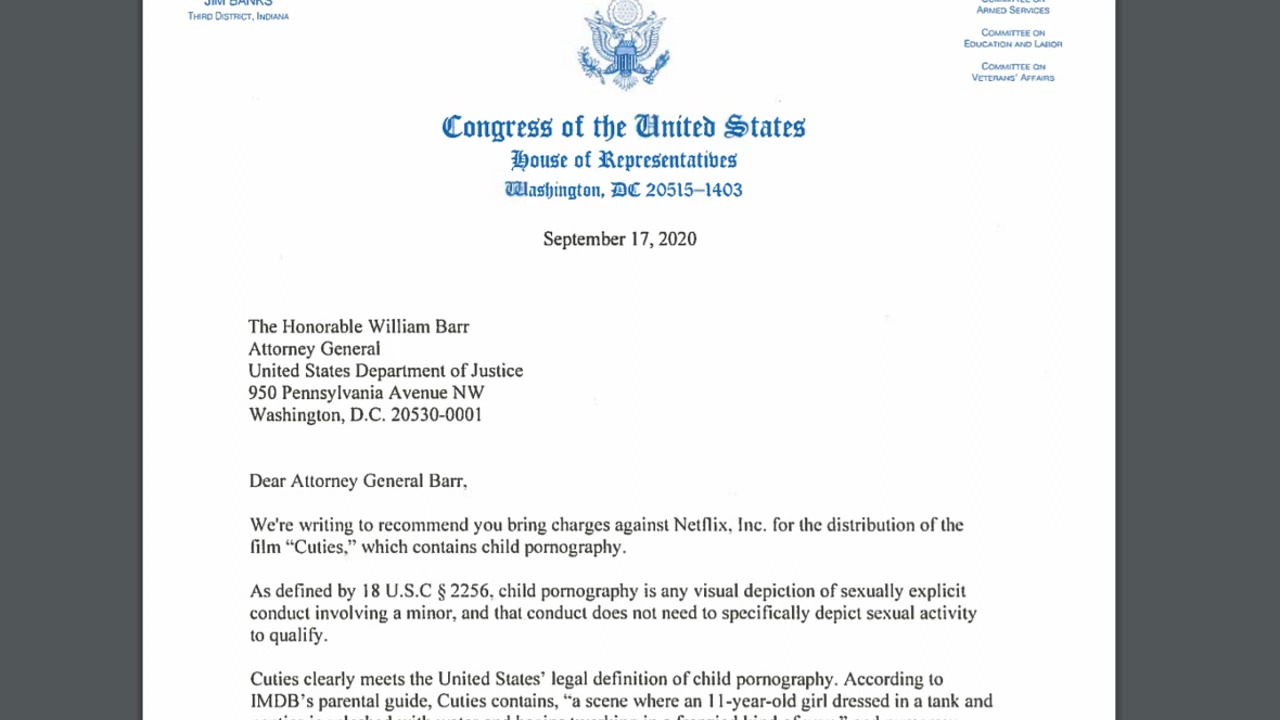 JIM BANKS
THIRD DISTRICT, INDIANA
COMMITTEE ON
ARMED SERVICES
COMMITTEE ON
EDUCATION AND LABOR
COMMITTEE ON
VETERANS' AFFAIRS
Congress of the United States
House of Representatives
Washington, DC 20515–1403
September 17, 2020
The Honorable William Barr
Attorney General
United States Department of Justice
950 Pennsylvania Avenue NW
Washington, D.C. 20530-0001
Dear Attorney General Barr,
We're writing to recommend you bring charges against Netflix, Inc. for the distribution of the
film “Cuties,” which contains child pornography.
As defined by 18 U.S.C § 2256, child pornography is any visual depiction of sexually explicit
conduct involving a minor, and that conduct does not need to specifically depict sexual activity
to qualify.
Cuties clearly meets the United States’ legal definition of child pornography. According to
IMDB’s parental guide, Cuties contains, “a scene where an 11-year-old girl dressed in a tank and